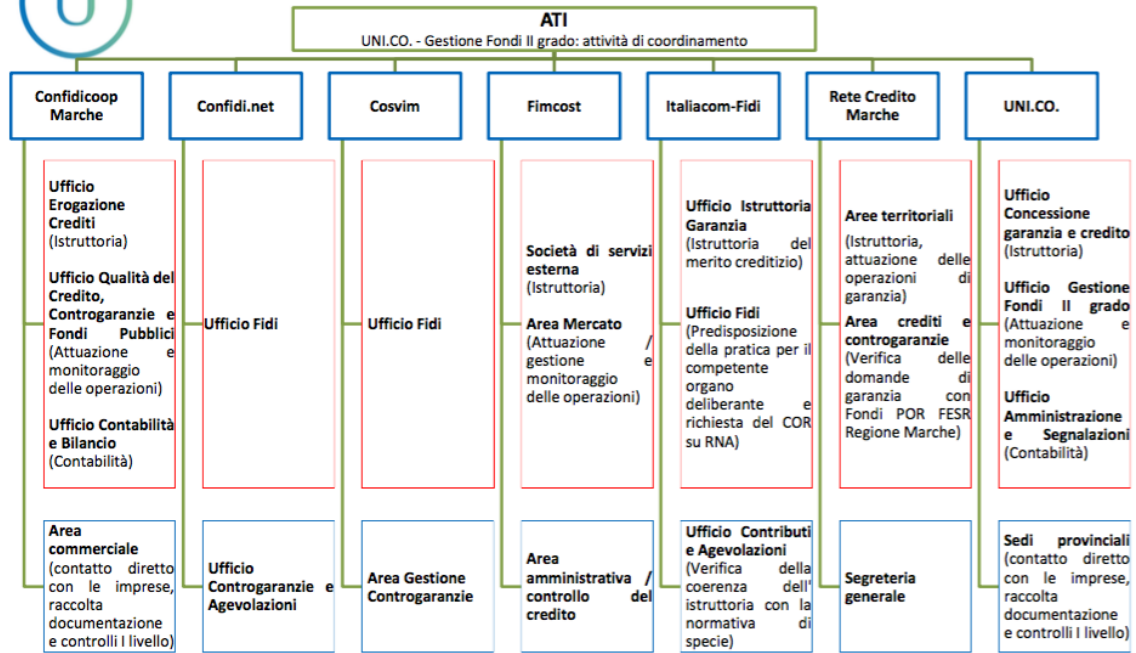 U
ATI
UNI.CO. - Gestione Fondi II grado: attività di coordinamento
Confidicoop
Marche
Confidi.net
Cosvim
Fimcost
Italiacom-Fidi
Rete Credito
Marche
UNI.CO.
Ufficio
Erogazione
Crediti
(Istruttoria)
Ufficio Qualità del
Credito,
Controgaranzie e
Fondi Pubblici
(Attuazione e
monitoraggio
delle operazioni)
Ufficio Contabilità
e Bilancio
(Contabilità)
Ufficio Fidi
Ufficio Fidi
Società di servizi
esterna
(Istruttoria)
Area Mercato
(Attuazione /
gestione e
monitoraggio
delle operazioni)
Ufficio Istruttoria
Garanzia
(Istruttoria del
merito creditizio)
Ufficio Fidi
(Predisposizione
della pratica per il
competente
organo
deliberante e
richiesta del COR
su RNA)
Aree territoriali
(Istruttoria,
attuazione delle
operazioni di
garanzia)
Area crediti e
controgaranzie
(Verifica delle
domande di
garanzia con
Fondi POR FESR
Regione Marche)
Ufficio
Concessione
garanzia e credito
(Istruttoria)
Ufficio Gestione
Fondi II grado
(Attuazione e
monitoraggio
delle operazioni)
Ufficio
Amministrazione
e Segnalazioni
(Contabilità)
Area
commerciale
(contatto diretto
con le imprese,
raccolta
documentazione
e controlli I livello)
Ufficio
Controgaranzie e
Agevolazioni
Area Gestione
Controgaranzie
Area
amministrativa /
controllo del
credito
Ufficio Contributi
e Agevolazioni
(Verifica della
coerenza dell'
istruttoria con la
normativa di
specie)
Segreteria
generale
Sedi provinciali
(contatto diretto
con le imprese,
raccolta
documentazione
e controlli I livello)